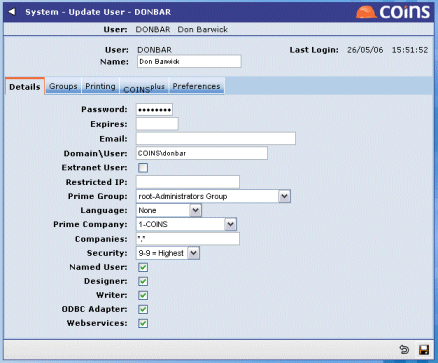 System - Update User - DONBAR
COINS
User: DONBAR Don Barwick
User: DONBAR Last Login: 26/05/06 15:51:52
Name: Don Barwick
Details Groups Printing COINSplus Preferences
Password: ••••••••
Expires:
Email:
Domain\User: COINS\donbar
Extranet User:
Restricted IP:
Prime Group: root-Administrators Group
Language: None
Prime Company: 1-COINS
Companies: *.*
Security: 9-9 = Highest
Named User:
Designer:
Writer:
ODBC Adapter:
Webservices: